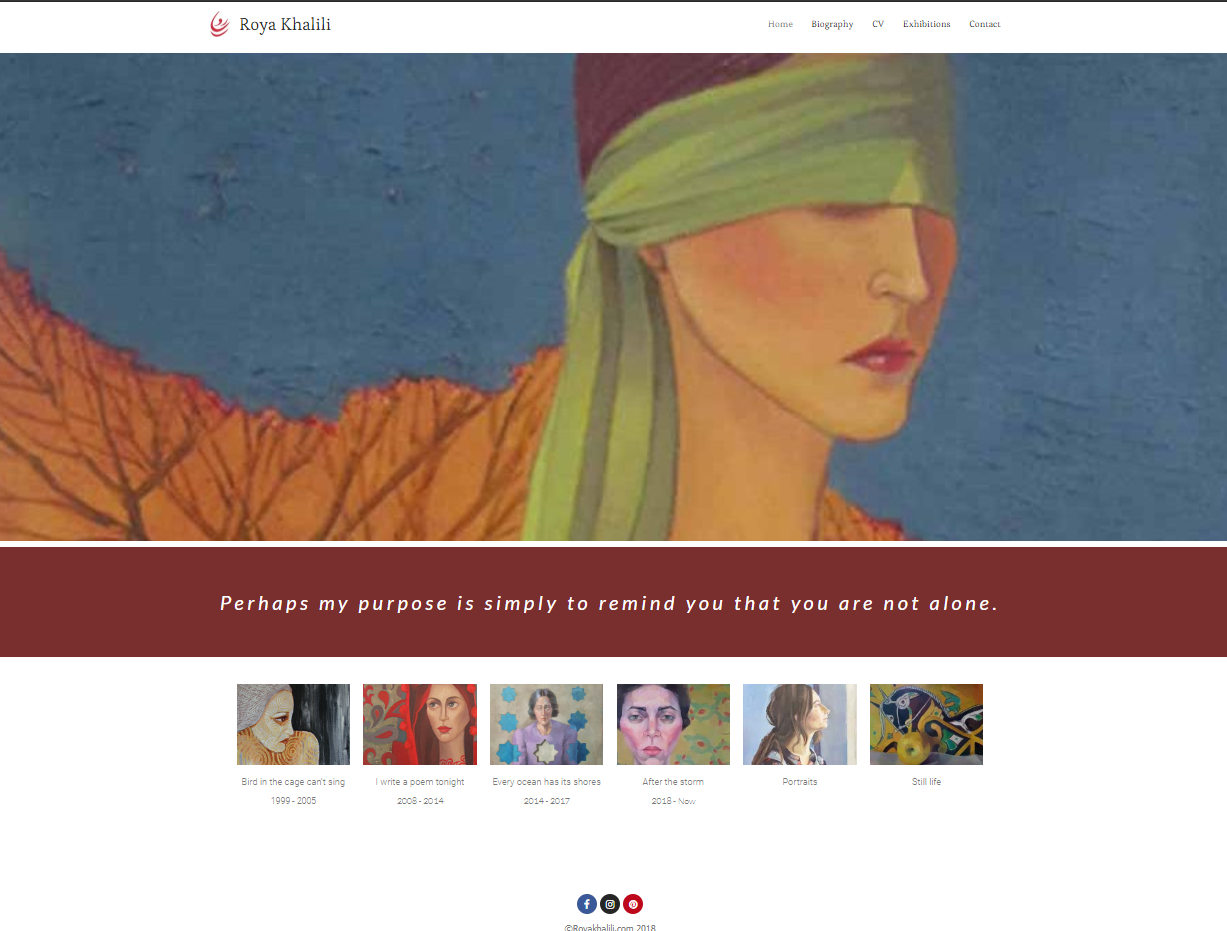 Roya Khalili
Home Biography CV Exhibitions Contact
Perhaps my purpose is simply to remind you that you are not alone.
Bird in the cage can't sing
1999 - 2005
I write a poem tonight
2008 - 2014
Every ocean has its shores
2014 - 2017
After the storm
2018 - Now
Portraits
Still life
©Royakhalili.com 2018